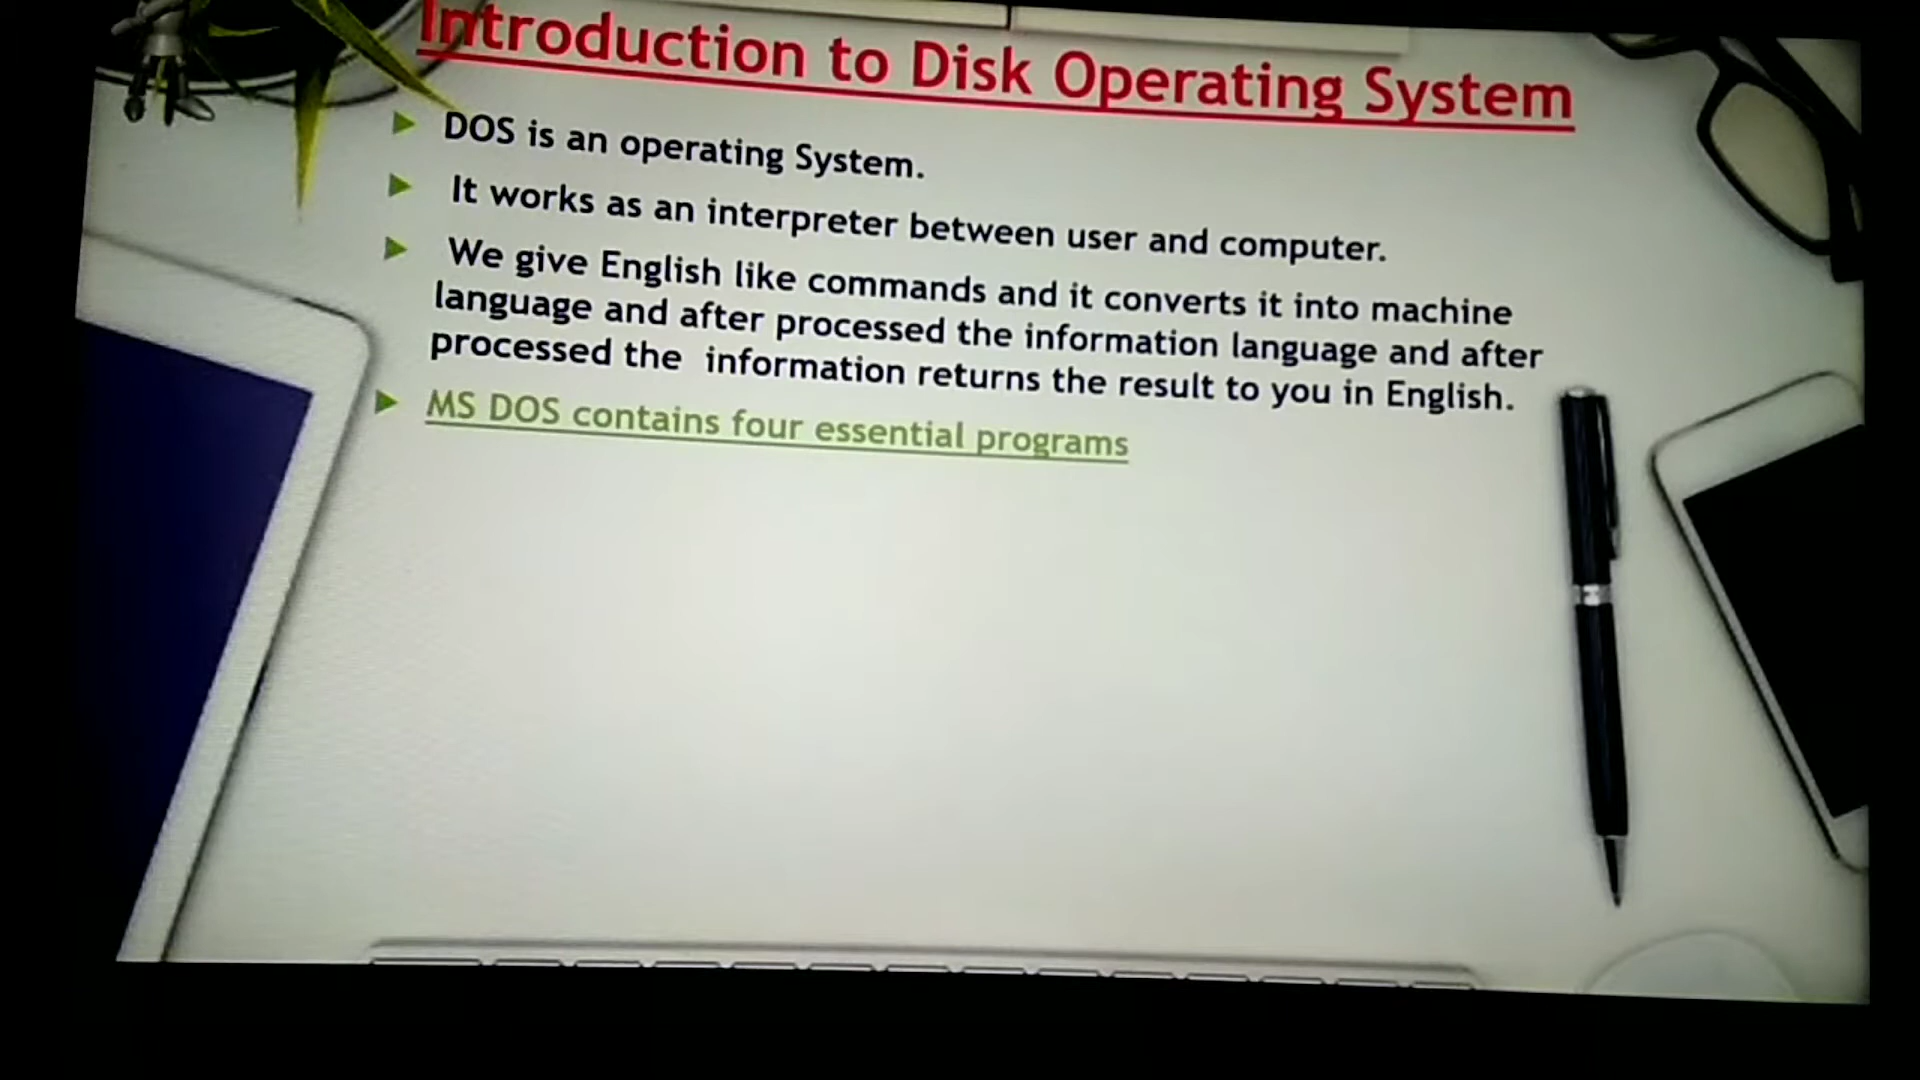 Introduction to Disk Operating System
DOS is an operating System.
It works as an interpreter between user and computer.
We give English like commands and it converts it into machine
language and after processed the information language and after
processed the information returns the result to you in English.
MS DOS contains four essential programs